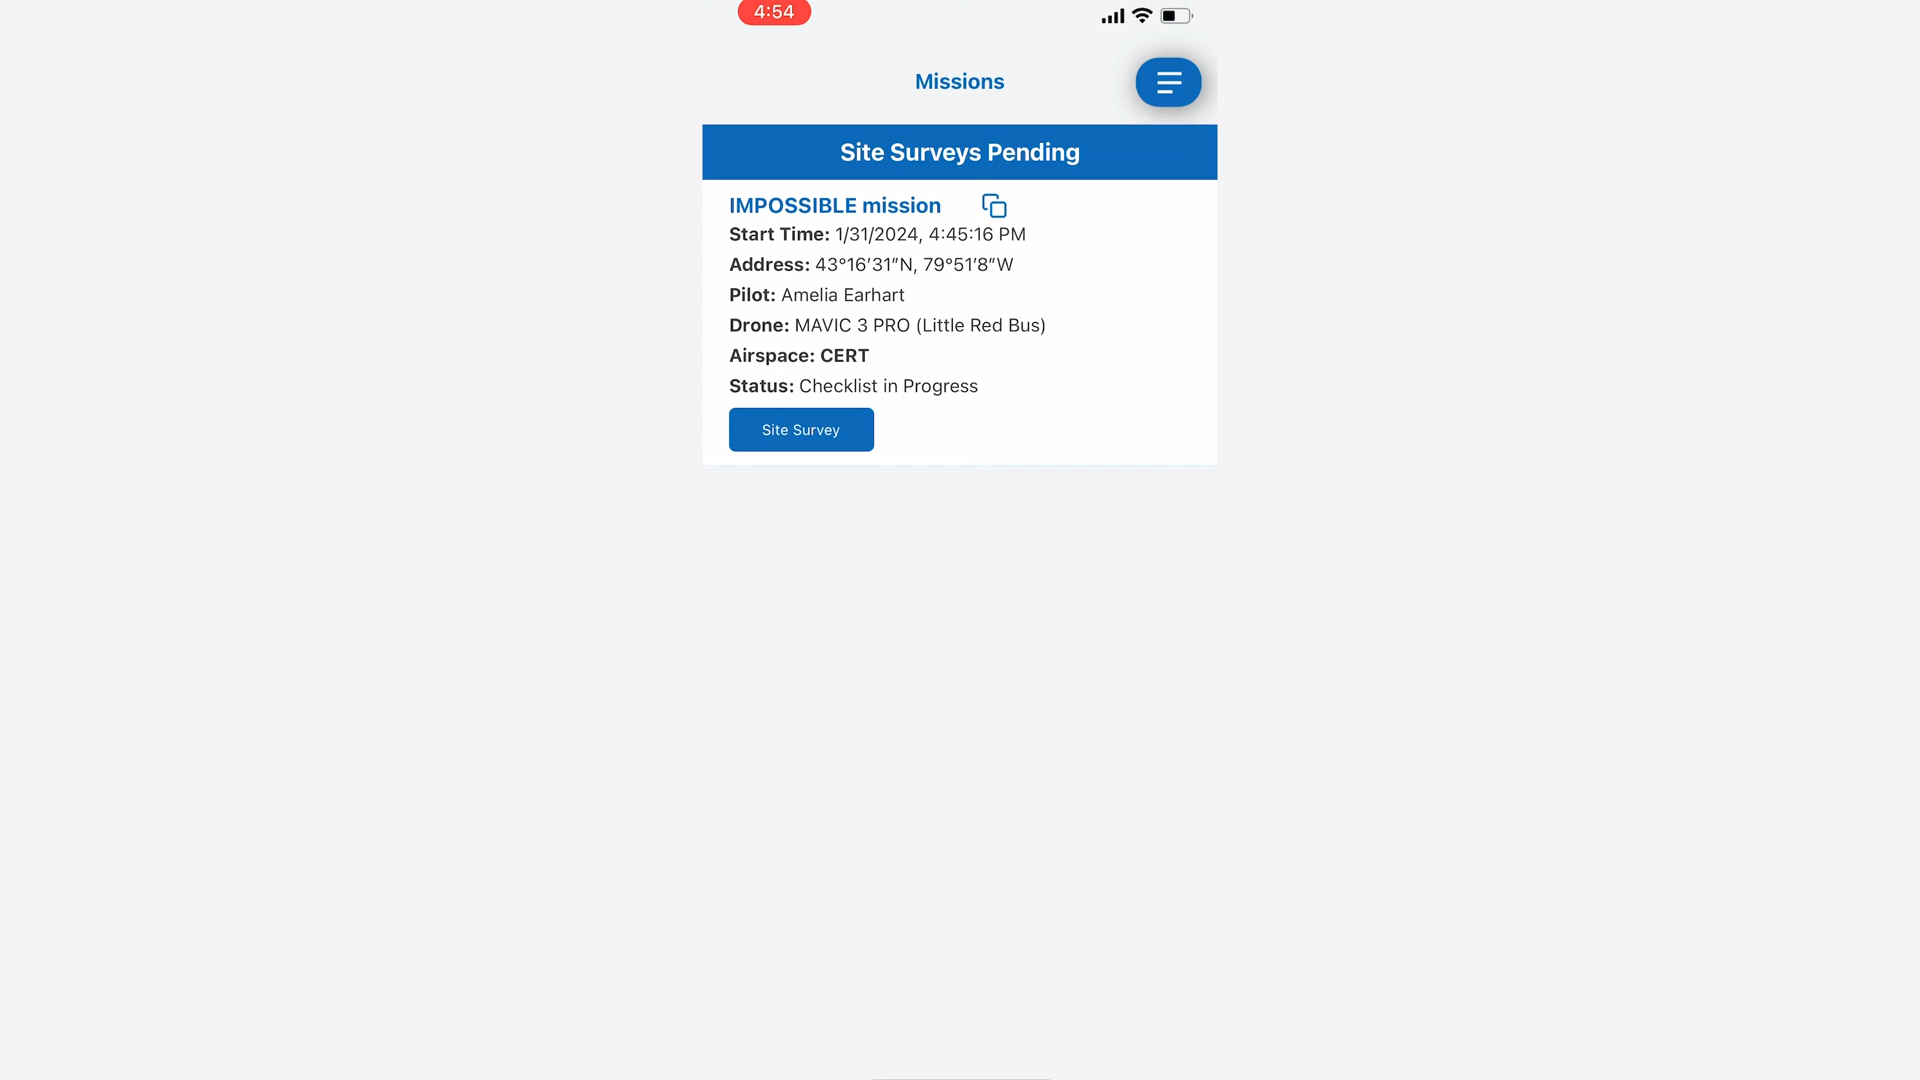 4:54
Missions
Site Surveys Pending
IMPOSSIBLE mission
Start Time: 1/31/2024, 4:45:16 PM
Address: 43°16′31″N, 79°51′8″W
Pilot: Amelia Earhart
Drone: MAVIC 3 PRO (Little Red Bus)
Airspace: CERT
Status: Checklist in Progress
Site Survey